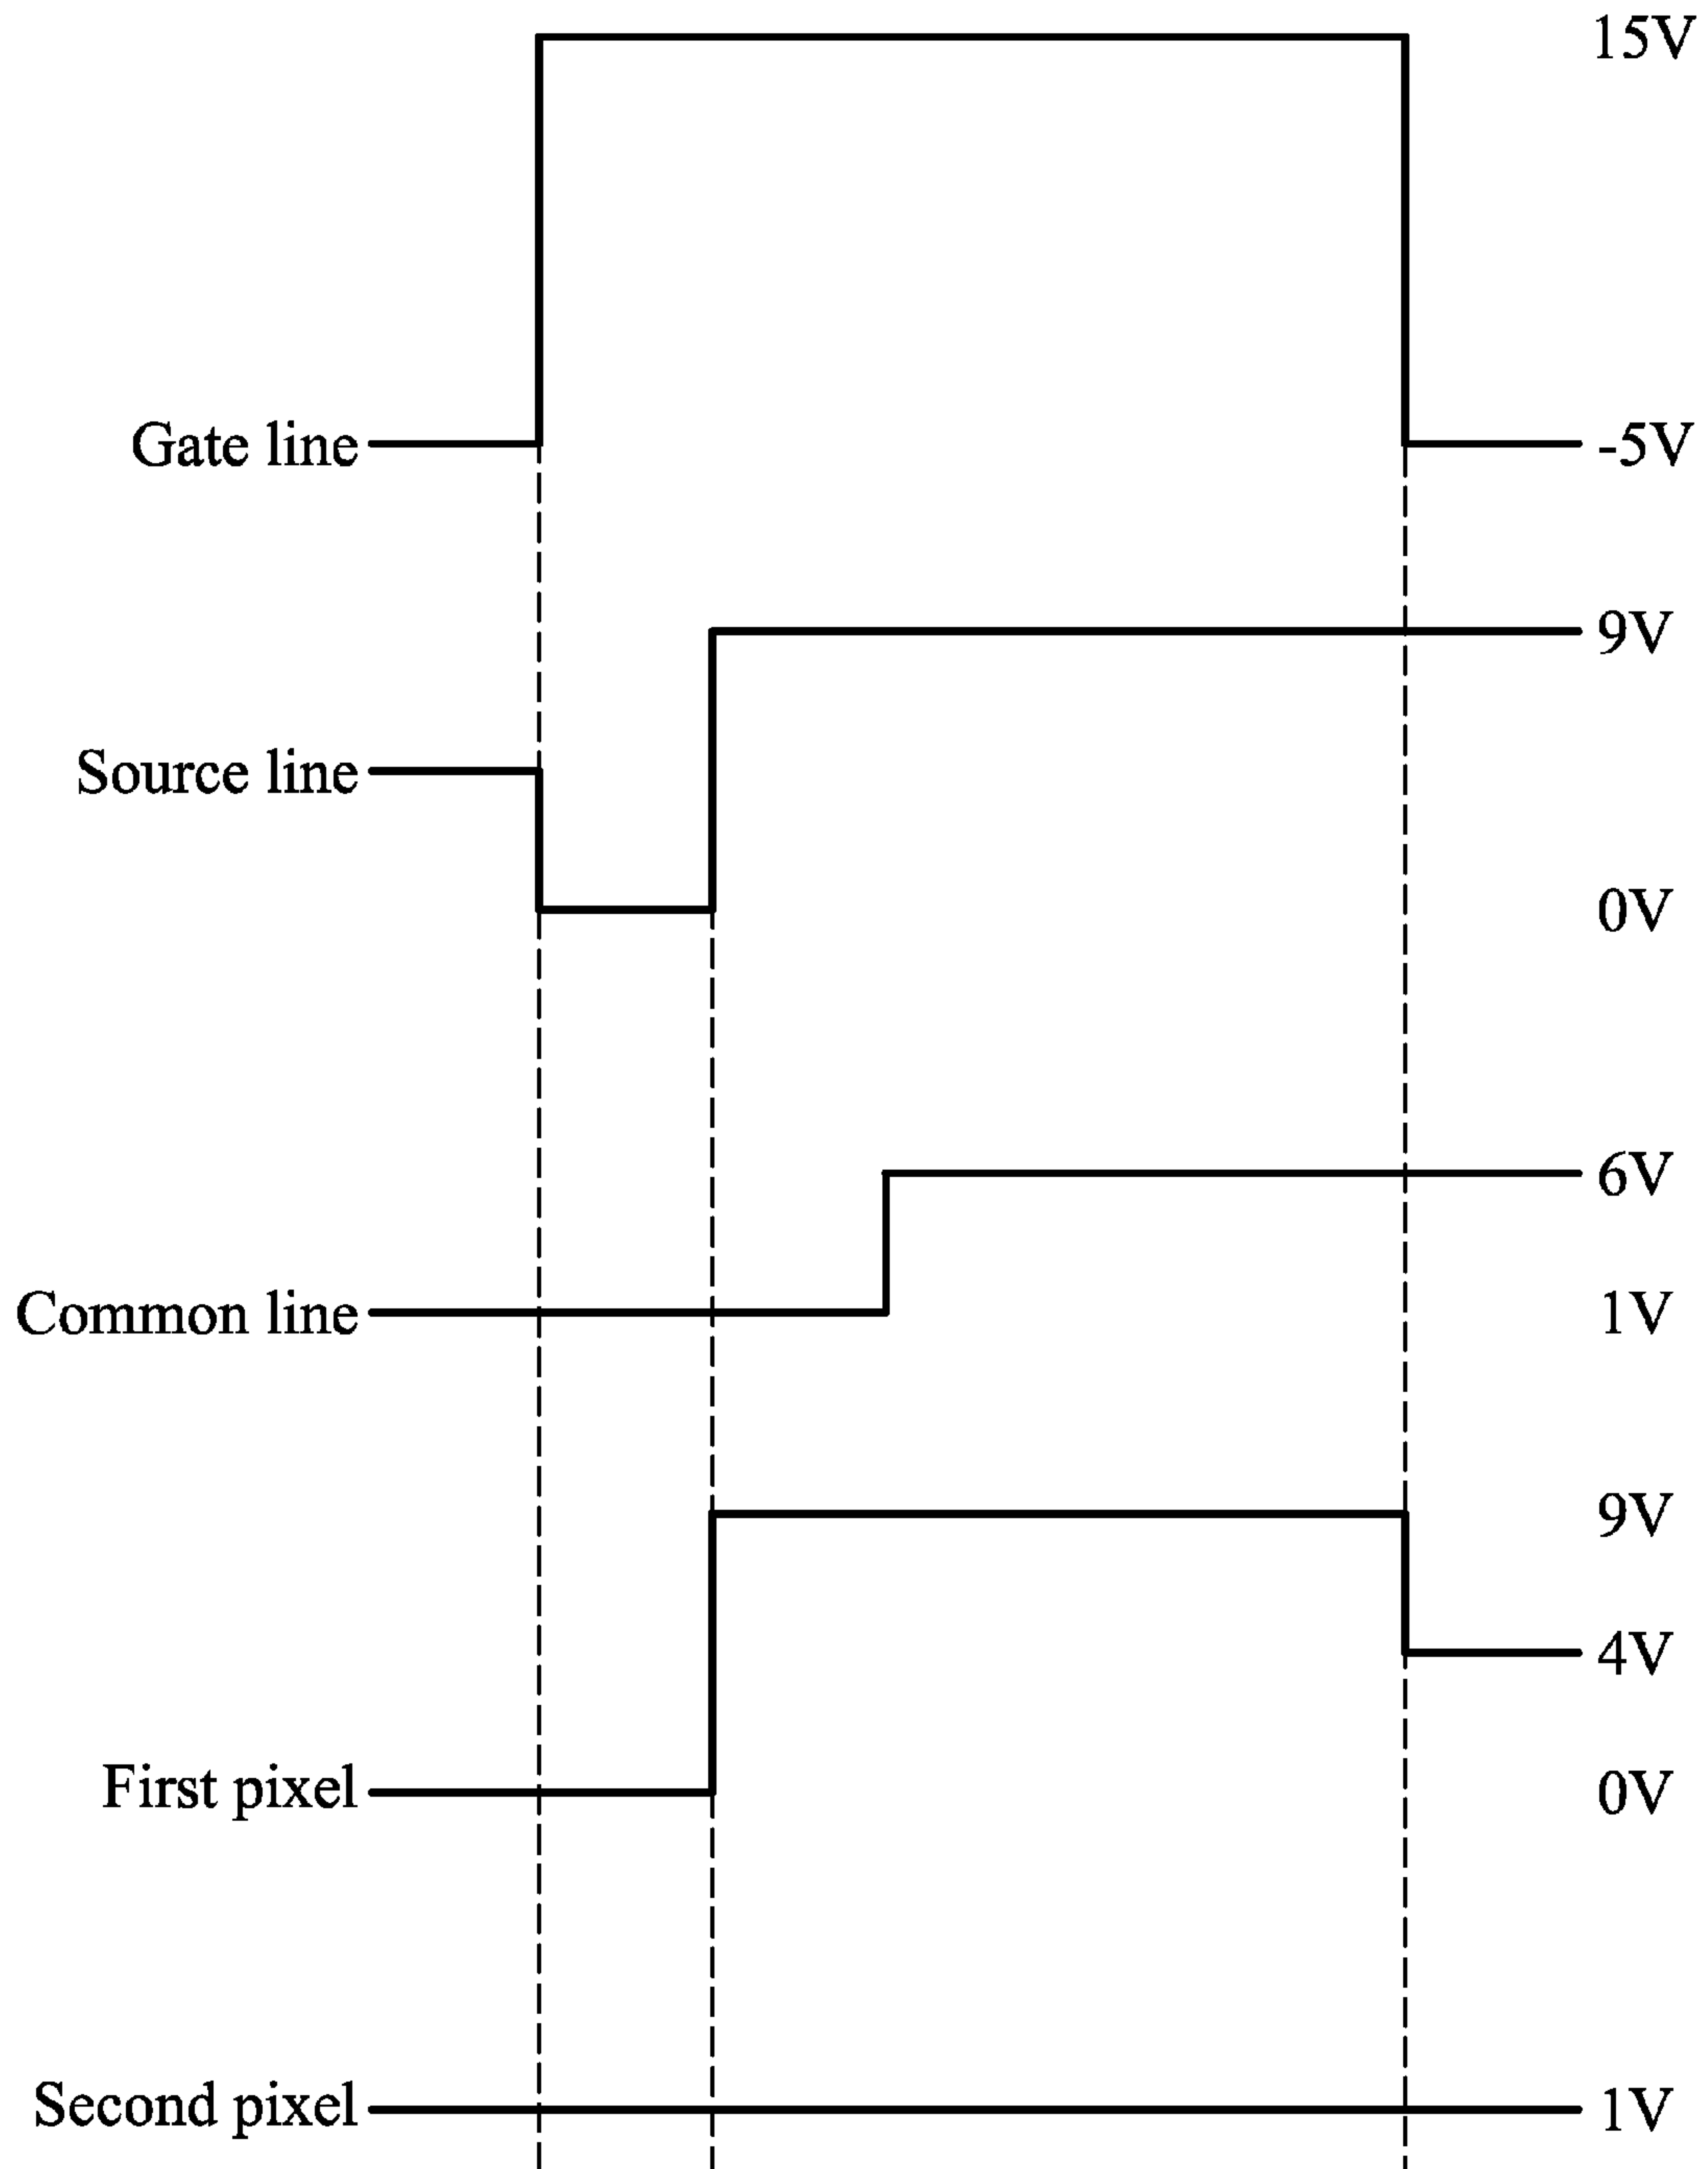 15V
Gate line
-5V
9V
Source line
0V
6V
Common line
1V
9V
4V
First pixel
0V
Second pixel
1V